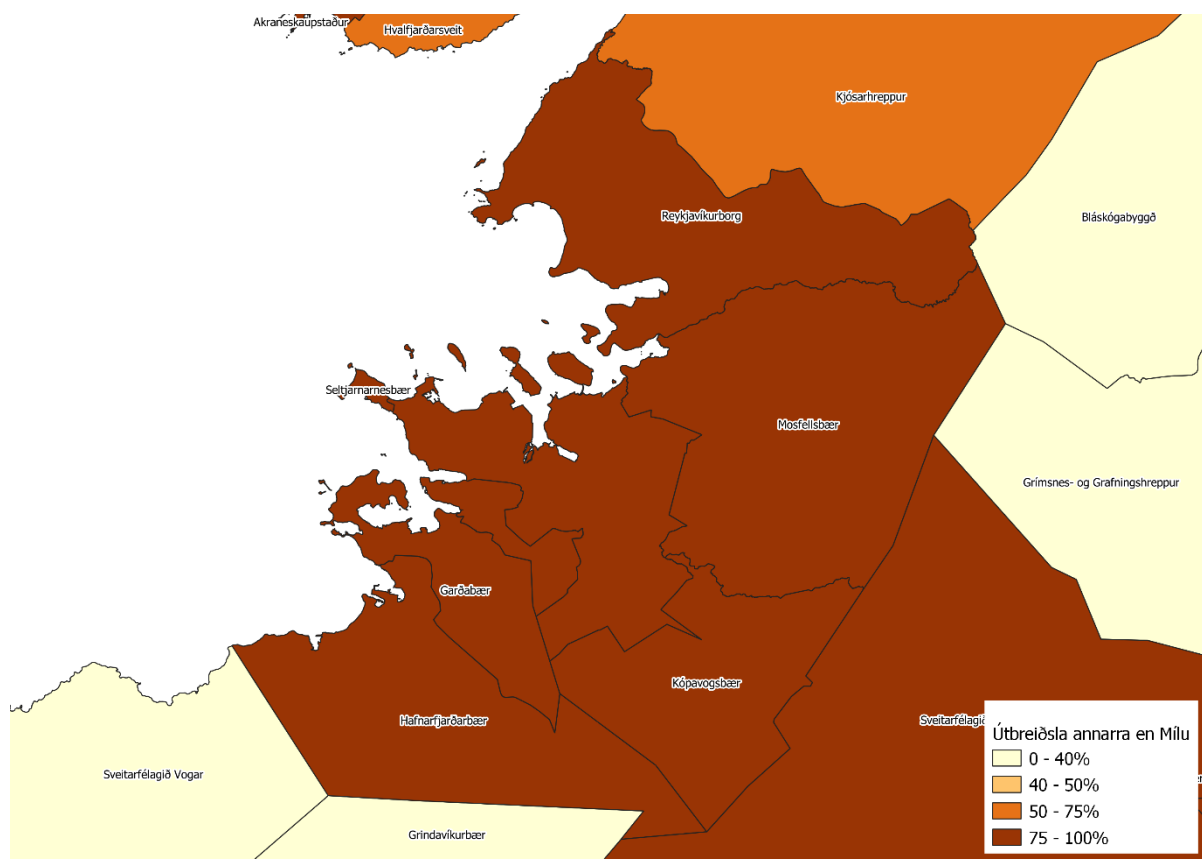 Akraneskaupstaður
Hvalfjarðarsveit
Kjósarhreppur
Reykjavíkurborg
Bláskógabyggð
Seltjarnarnesbær
Mosfellsbær
Grímsnes- og Grafningshreppur
Garðabær
Kópavogsbær
Hafnarfjarðarbær
Sveitarfélagið
Sveitarfélagið Vogar
Grindavíkurbær
Útbreiðsla annarra en Mílu
0 - 40%
40 - 50%
50 - 75%
75 - 100%